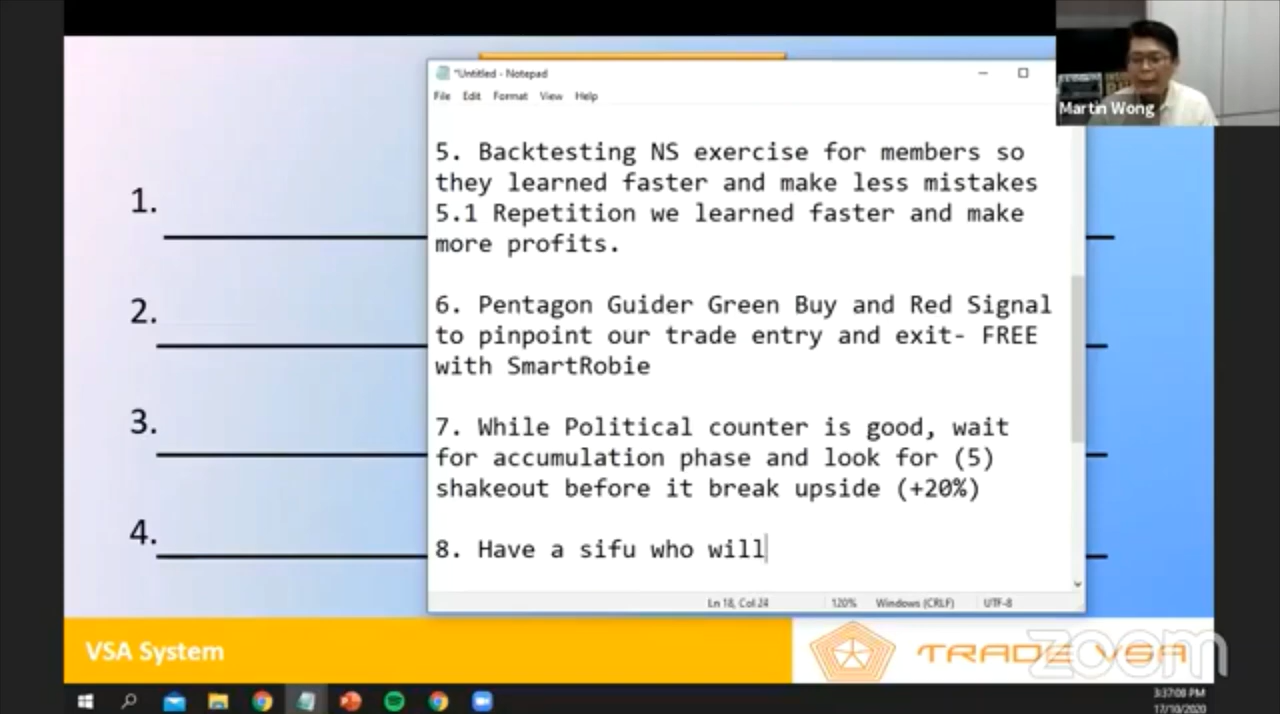 *Untitled - Notepad
File Edit Format View Help
Martin Wong
5. Backtesting NS exercise for members so
they learned faster and make less mistakes
5.1 Repetition we learned faster and make
more profits.
6. Pentagon Guider Green Buy and Red Signal
to pinpoint our trade entry and exit- FREE
with SmartRobie
7. While Political counter is good, wait
for accumulation phase and look for (5)
shakeout before it break upside (+20%)
8. Have a sifu who will
Ln 18, Col 24 120% Windows (CRLF) UTF-8
1.
2.
3.
4.
VSA System
TRADE VSA
zoom
3:37:08 PM
17/10/2020